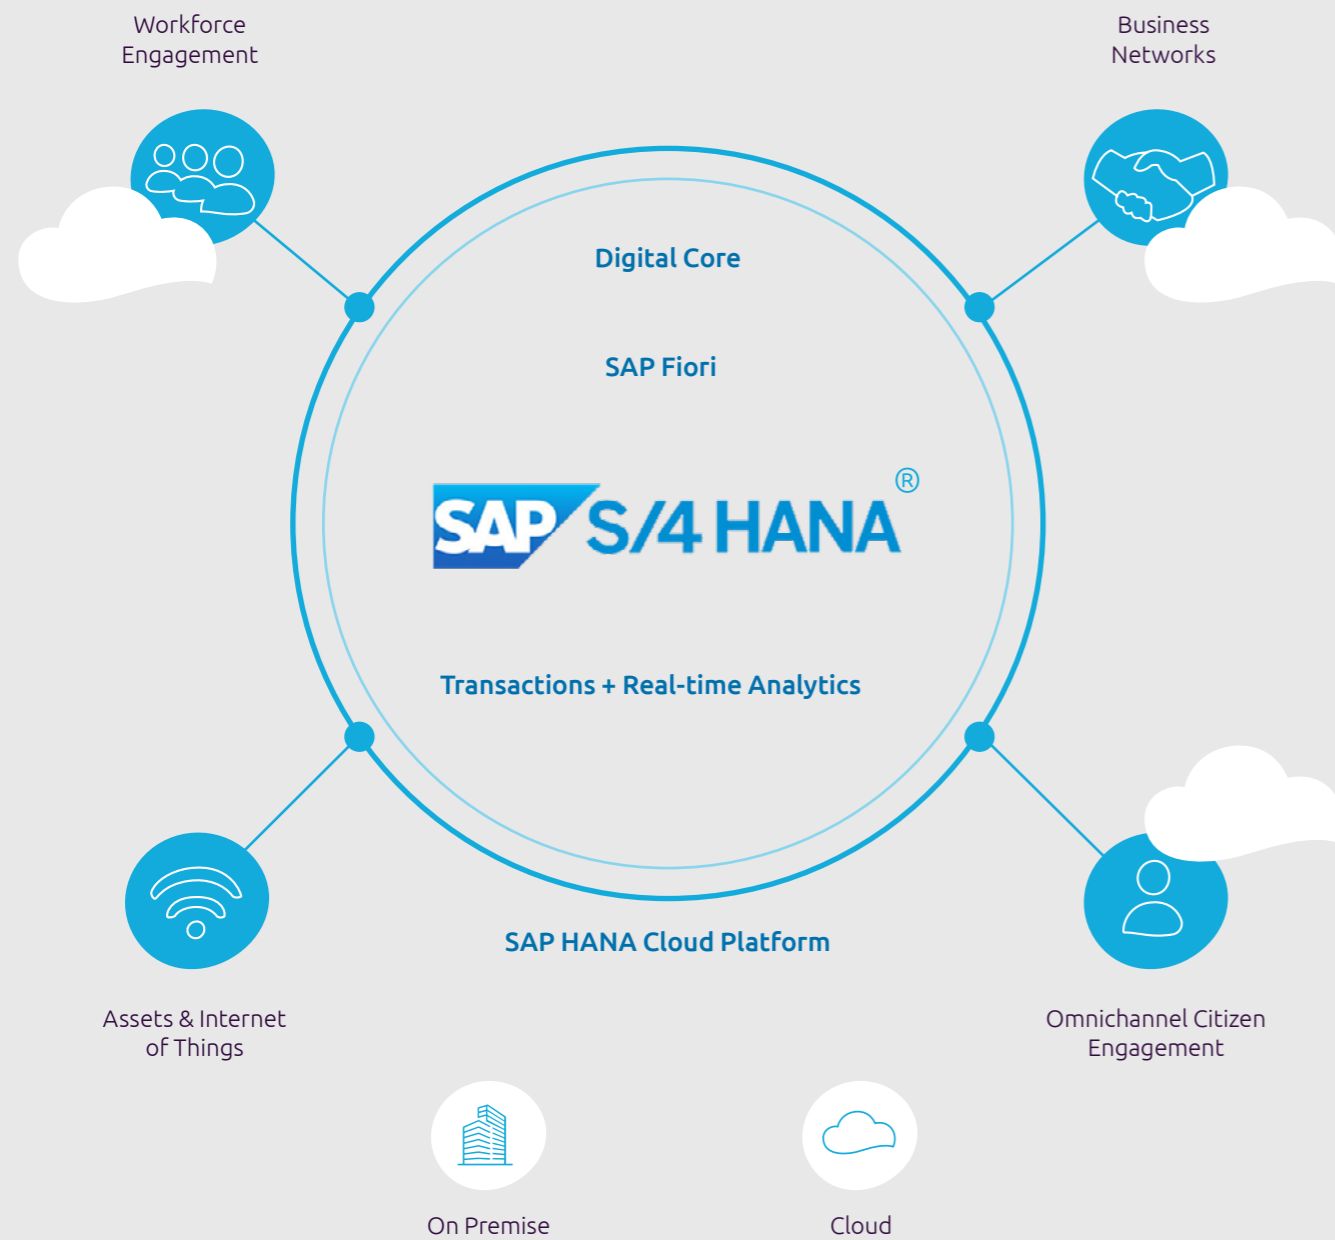 Workforce
Engagement
Business
Networks
Digital Core
SAP Fiori
SAP S/4 HANA ®
Transactions + Real-time Analytics
SAP HANA Cloud Platform
Assets & Internet
of Things
Omnichannel Citizen
Engagement
On Premise
Cloud